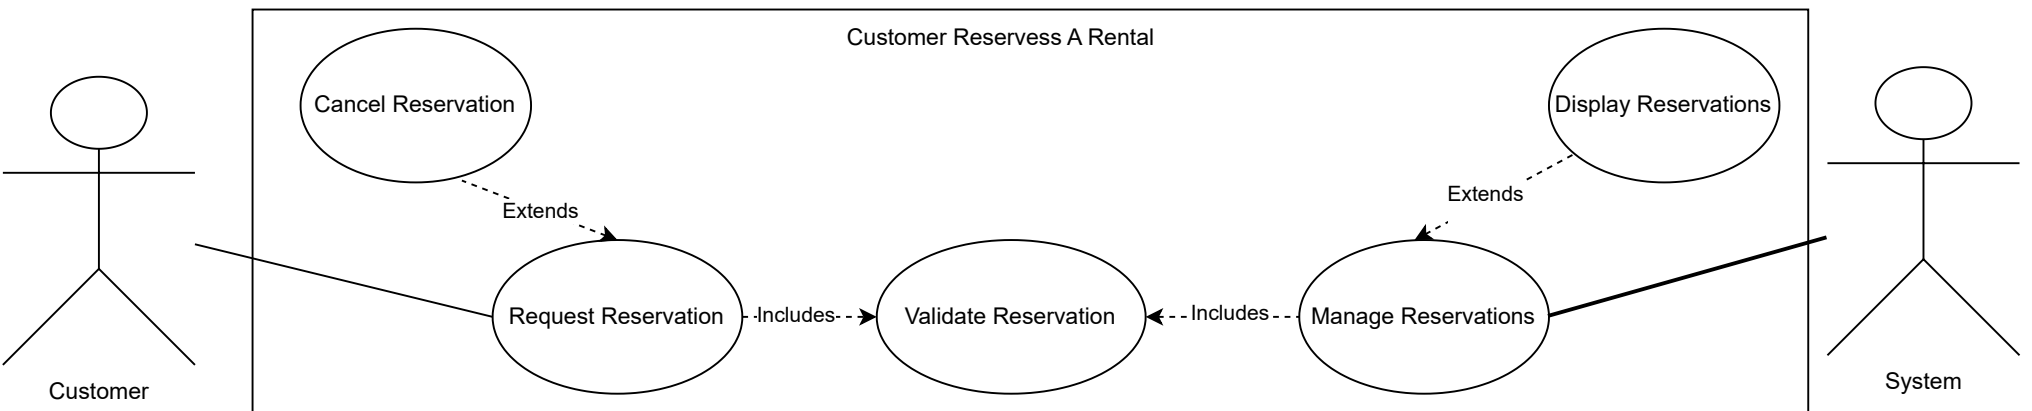 Customer Reservess A Rental
Cancel Reservation
Display Reservations
Extends
Extends
Request Reservation
Includes
Validate Reservation
Includes
Manage Reservations
Customer
System